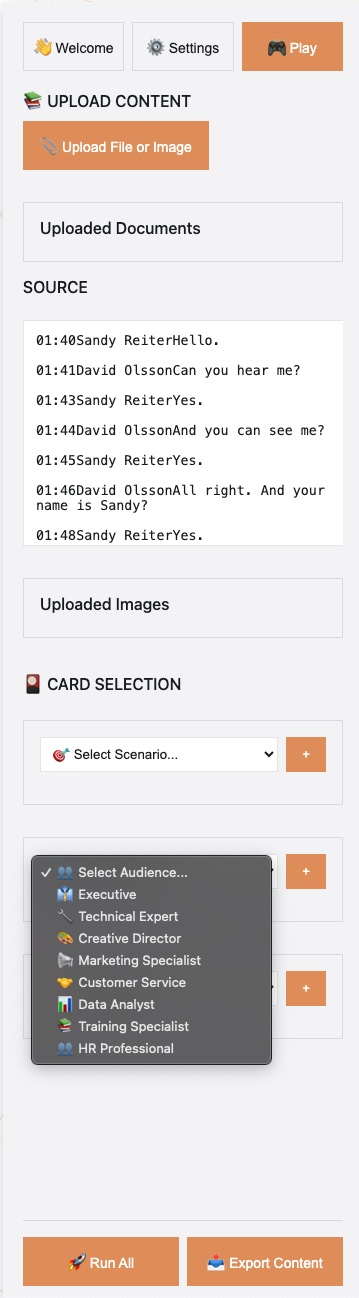 👋 Welcome
⚙️ Settings
🎮 Play
📚 UPLOAD CONTENT
📎 Upload File or Image
Uploaded Documents
SOURCE
01:40Sandy ReiterHello.
01:41David OlssonCan you hear me?
01:43Sandy ReiterYes.
01:44David OlssonAnd you can see me?
01:45Sandy ReiterYes.
01:46David OlssonAll right. And your
name is Sandy?
01:48Sandy ReiterYes.
Uploaded Images
🎴 CARD SELECTION
🎯 Select Scenario...
+
✓ 👥 Select Audience...
+
👔 Executive
🔧 Technical Expert
🎨 Creative Director
📢 Marketing Specialist
🤝 Customer Service
+
📊 Data Analyst
📚 Training Specialist
👥 HR Professional
🚀 Run All
📤 Export Content